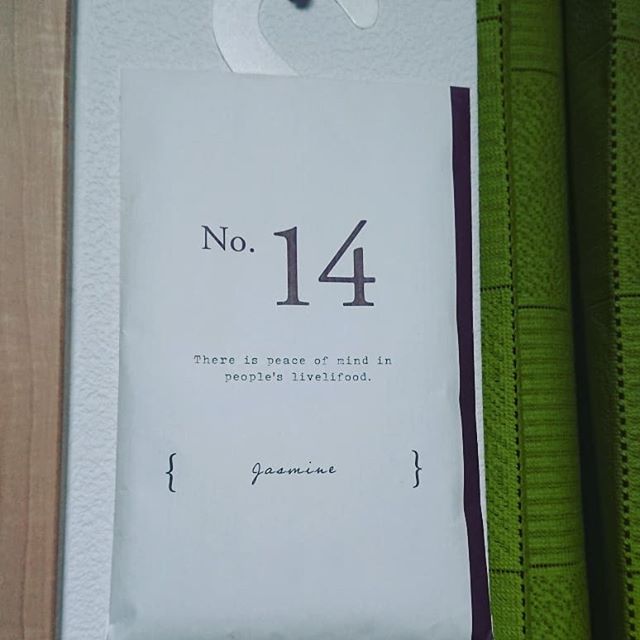 No. 14
There is peace of mind in
people's livelifood.
{ Jasmine }